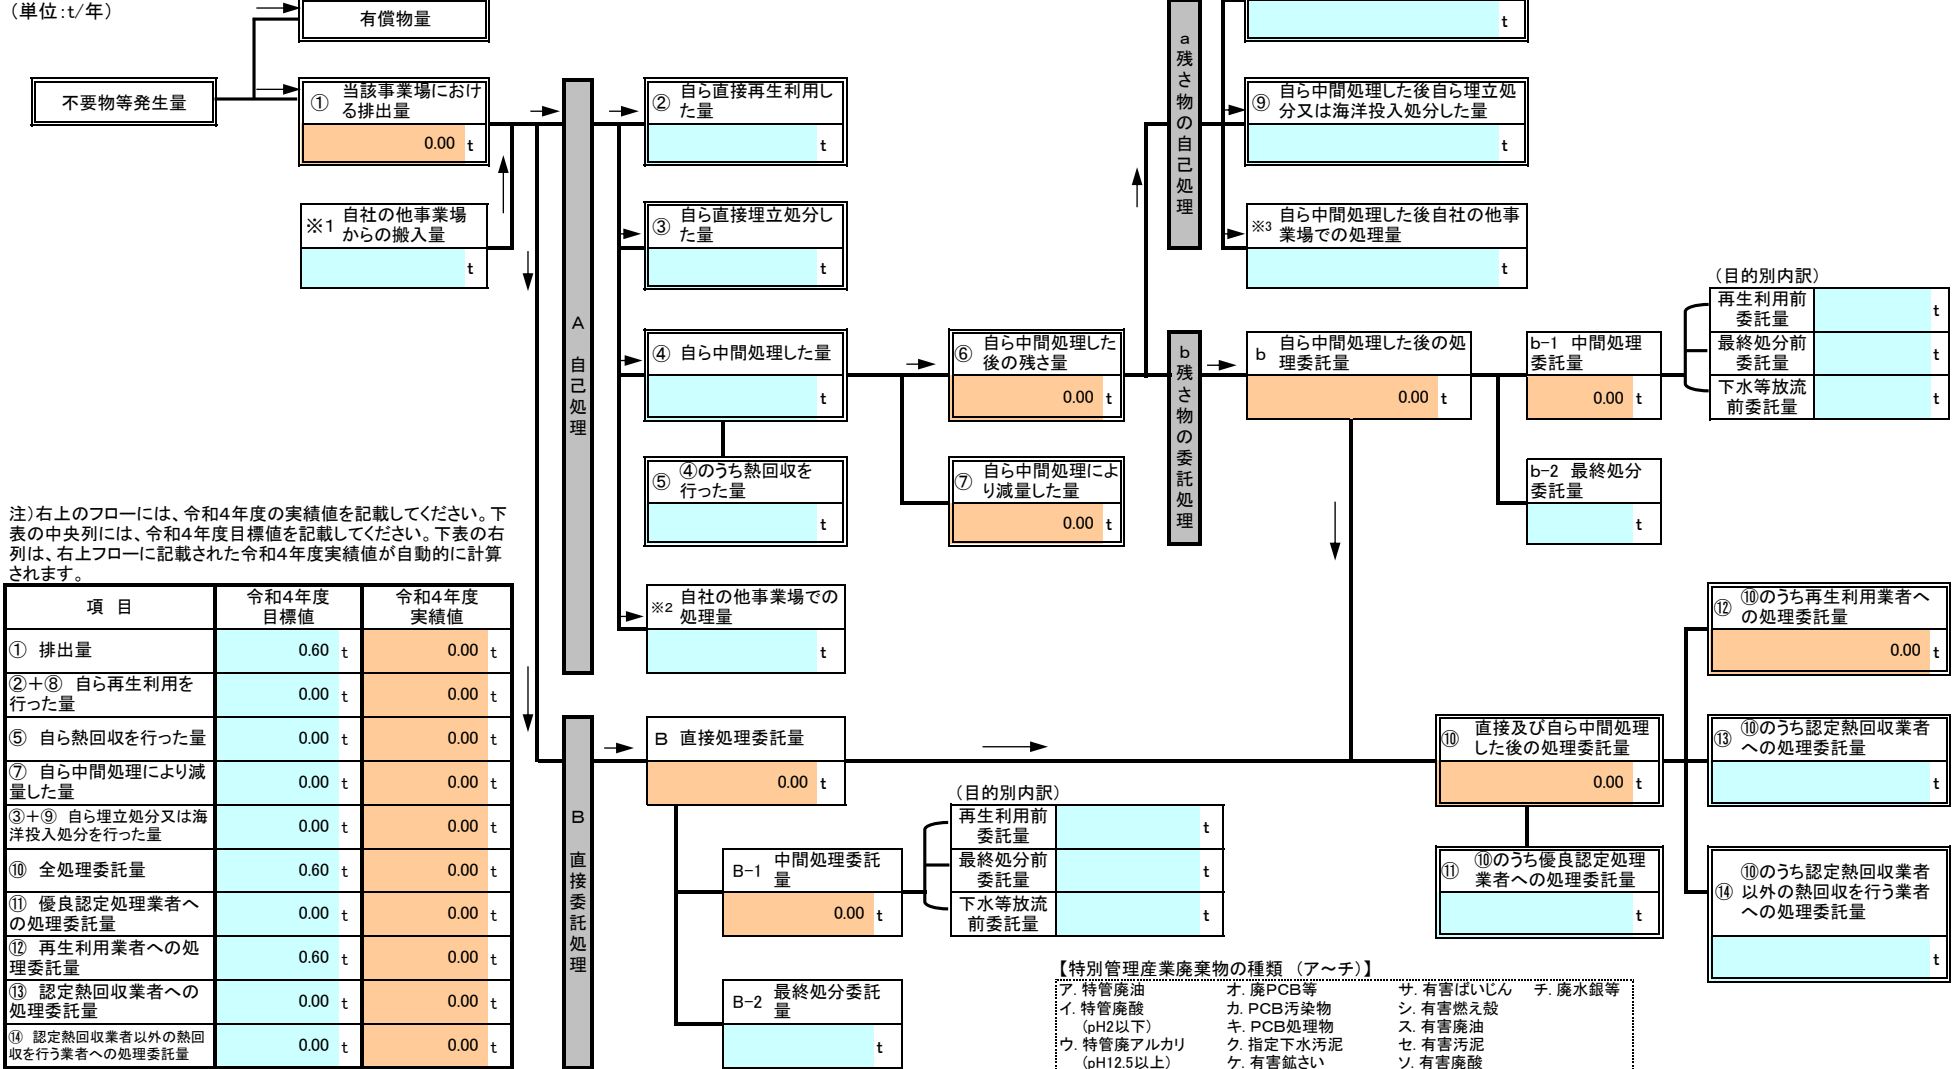 （単位:t/年）
有償物量
不要物等発生量
① 当該事業場におけ
る排出量
0.00 t
※1 自社の他事業場
からの搬入量
t
A 自己処理
② 自ら直接再生利用し
た量
t
③ 自ら直接埋立処分し
た量
t
④ 自ら中間処理した量
t
⑤ ④のうち熱回収を
行った量
t
※2 自社の他事業場での
処理量
t
⑥ 自ら中間処理した
後の残さ量
0.00 t
⑦ 自ら中間処理によ
り減量した量
0.00 t
a 残さ物の自己処理
t
⑨ 自ら中間処理した後自ら埋立処
分又は海洋投入処分した量
t
※3 自ら中間処理した後自社の他事
業場での処理量
t
b 残さ物の委託処理
b 自ら中間処理した後の処
理委託量
0.00 t
b-1 中間処理
委託量
0.00 t
b-2 最終処分
委託量
t
（目的別内訳）
再生利用前
委託量
t
最終処分前
委託量
t
下水等放流
前委託量
t
注）右上のフローには、令和4年度の実績値を記載してください。下
表の中央列には、令和4年度目標値を記載してください。下表の右
列は、右上フローに記載された令和4年度実績値が自動的に計算
されます。
項 目
令和4年度
目標値
令和4年度
実績値
① 排出量 0.60 t 0.00 t
②＋⑧ 自ら再生利用を
行った量 0.00 t 0.00 t
⑤ 自ら熱回収を行った量 0.00 t 0.00 t
⑦ 自ら中間処理により減
量した量 0.00 t 0.00 t
③＋⑨ 自ら埋立処分又は海
洋投入処分を行った量 0.00 t 0.00 t
⑩ 全処理委託量 0.60 t 0.00 t
⑪ 優良認定処理業者へ
の処理委託量 0.00 t 0.00 t
⑫ 再生利用業者への処
理委託量 0.60 t 0.00 t
⑬ 認定熱回収業者への
処理委託量 0.00 t 0.00 t
⑭ 認定熱回収業者以外の熱回
収を行う業者への処理委託量 0.00 t 0.00 t
B 直接委託処理
B 直接処理委託量
0.00 t
B-1 中間処理委託
量
0.00 t
B-2 最終処分委託
量
t
（目的別内訳）
再生利用前
委託量
t
最終処分前
委託量
t
下水等放流
前委託量
t
⑩ 直接及び自ら中間処理
した後の処理委託量
0.00 t
⑪ ⑩のうち優良認定処理
業者への処理委託量
t
⑫ ⑩のうち再生利用業者へ
の処理委託量
0.00 t
⑬ ⑩のうち認定熱回収業者
への処理委託量
t
⑭ ⑩のうち認定熱回収業者
以外の熱回収を行う業者
への処理委託量
t
【特別管理産業廃棄物の種類 （ア～チ）】
ア. 特管廃油 オ. 廃PCB等 サ. 有害ばいじん チ. 廃水銀等
イ. 特管廃酸 カ. PCB汚染物 シ. 有害燃え殻
（pH2以下） キ. PCB処理物 ス. 有害廃油
ウ. 特管廃アルカリ ク. 指定下水汚泥 セ. 有害汚泥
（pH12.5以上） ケ. 有害鉱さい ソ. 有害廃酸